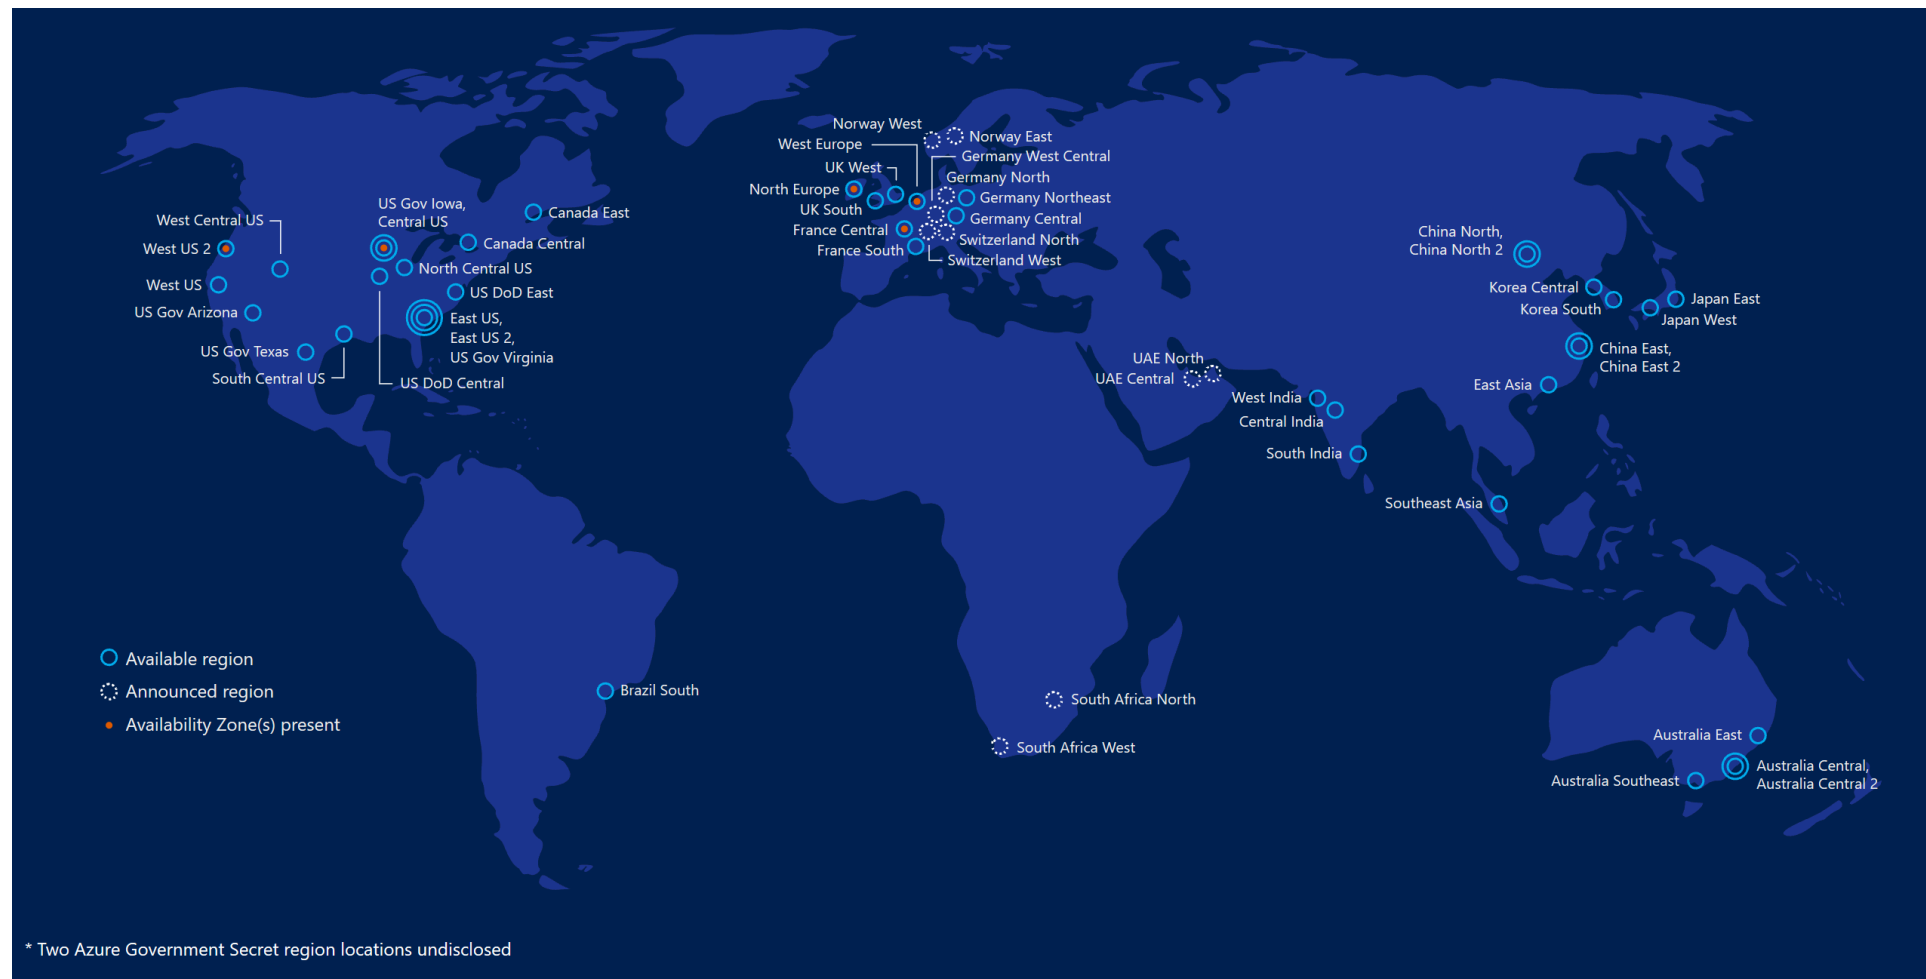 Norway West
Norway East
West Europe
Germany West Central
UK West
Germany North
North Europe
Germany Northeast
UK South
Germany Central
France Central
Switzerland North
France South
Switzerland West
West Central US
US Gov Iowa,
Central US
Canada East
West US 2
Canada Central
North Central US
West US
US DoD East
US Gov Arizona
East US,
East US 2,
US Gov Virginia
US Gov Texas
South Central US
US DoD Central
China North,
China North 2
Korea Central
Japan East
Korea South
Japan West
China East,
China East 2
UAE North
UAE Central
East Asia
West India
Central India
South India
Southeast Asia
Available region
Announced region
Availability Zone(s) present
Brazil South
South Africa North
South Africa West
Australia East
Australia Central,
Australia Central 2
Australia Southeast
* Two Azure Government Secret region locations undisclosed